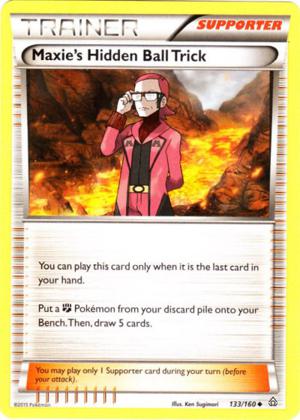 TRAINER
SUPPORTER
Maxie's Hidden Ball Trick
You can play this card only when it is the last card in
your hand.
Put a Pokémon from your discard pile onto your
Bench. Then, draw 5 cards.
You may play only 1 Supporter card during your turn (before
your attack).
©2015 Pokémon
Illus. Ken Sugimori
133/160